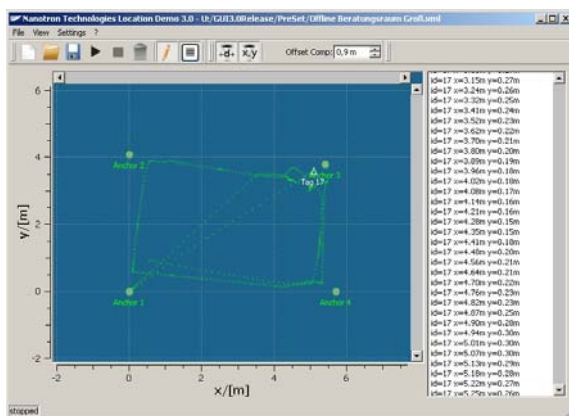 Nanotron Technologies Location Demo 3.0 - UI/GUI3.0Release/PreSet/Offline Beratungsraum Groß.xml
File View Settings ?
+d+ x,y Offset Comp: 0,9 m
6
4
2
0
-2
y/[m]
Anchor 2
Anchor 3
Tag 17
Anchor 1
Anchor 4
-2 0 2 4 6
x/[m]
id=17 x=3.15m y=0.27m
id=17 x=3.24m y=0.26m
id=17 x=3.32m y=0.25m
id=17 x=3.41m y=0.24m
id=17 x=3.52m y=0.23m
id=17 x=3.62m y=0.22m
id=17 x=3.70m y=0.21m
id=17 x=3.80m y=0.20m
id=17 x=3.89m y=0.19m
id=17 x=3.96m y=0.18m
id=17 x=4.02m y=0.18m
id=17 x=4.08m y=0.17m
id=17 x=4.14m y=0.16m
id=17 x=4.21m y=0.16m
id=17 x=4.28m y=0.15m
id=17 x=4.35m y=0.15m
id=17 x=4.41m y=0.18m
id=17 x=4.48m y=0.20m
id=17 x=4.56m y=0.21m
id=17 x=4.64m y=0.21m
id=17 x=4.70m y=0.22m
id=17 x=4.76m y=0.23m
id=17 x=4.82m y=0.23m
id=17 x=4.87m y=0.25m
id=17 x=4.90m y=0.28m
id=17 x=4.94m y=0.30m
id=17 x=5.01m y=0.30m
id=17 x=5.07m y=0.30m
id=17 x=5.13m y=0.29m
id=17 x=5.18m y=0.28m
id=17 x=5.22m y=0.27m
id=17 x=5.25m y=0.26m
stopped